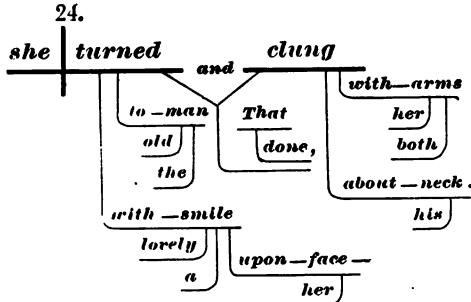 24.
she turned and clung
with—arms
to—man That her
old done, both
the
about—neck.
with—smile his
lovely
a upon—face—
her